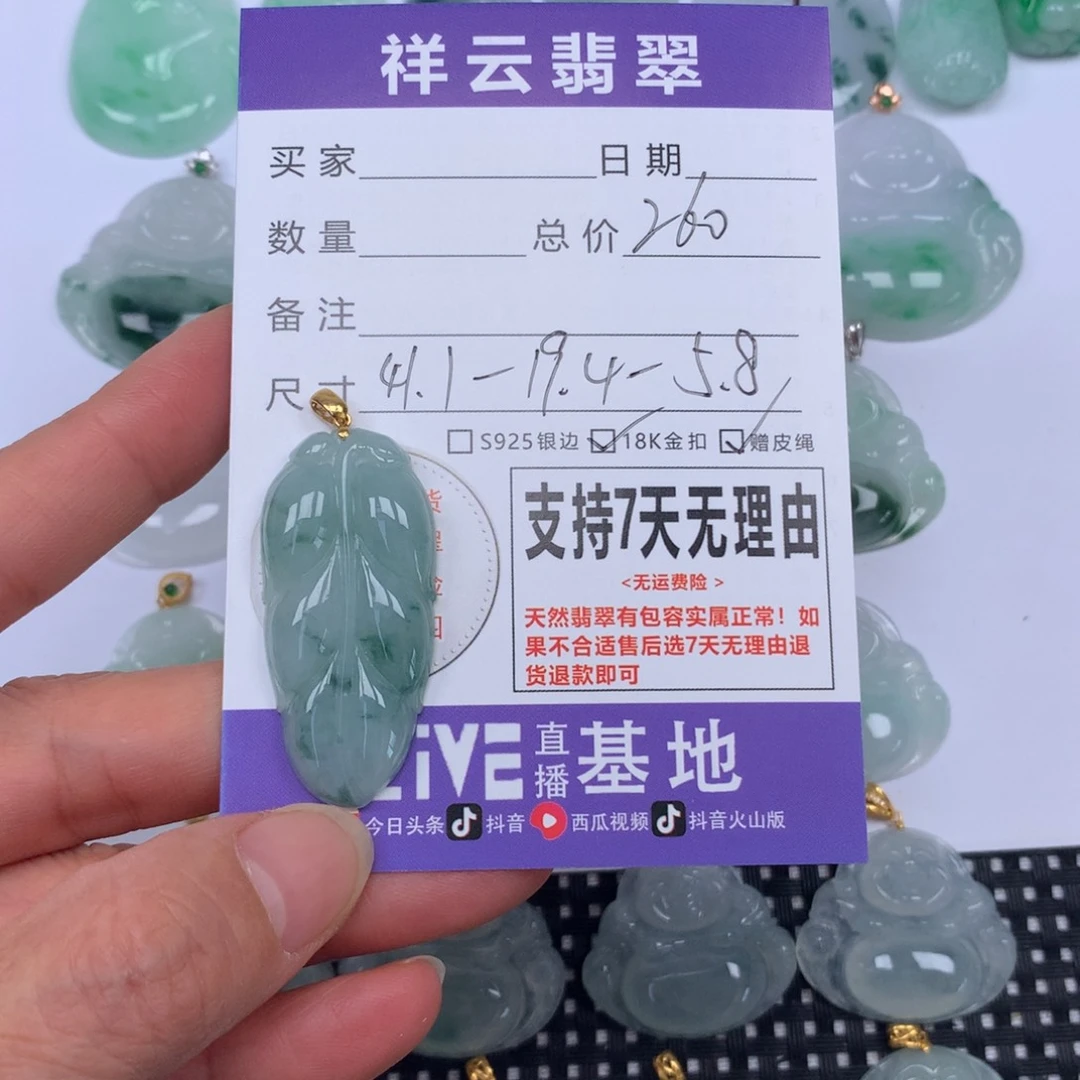 祥云翡翠
买家 日期
数量 总价 260
备注
尺寸 41.1-19.4-5.8
S925银边 18K金扣 赠皮绳
支持7天无理由
<无运费险>
天然翡翠有包容实属正常！如
果不合适售后选7天无理由退
货退款即可
LiVE直播基地
今日头条 抖音 西瓜视频 抖音火山版